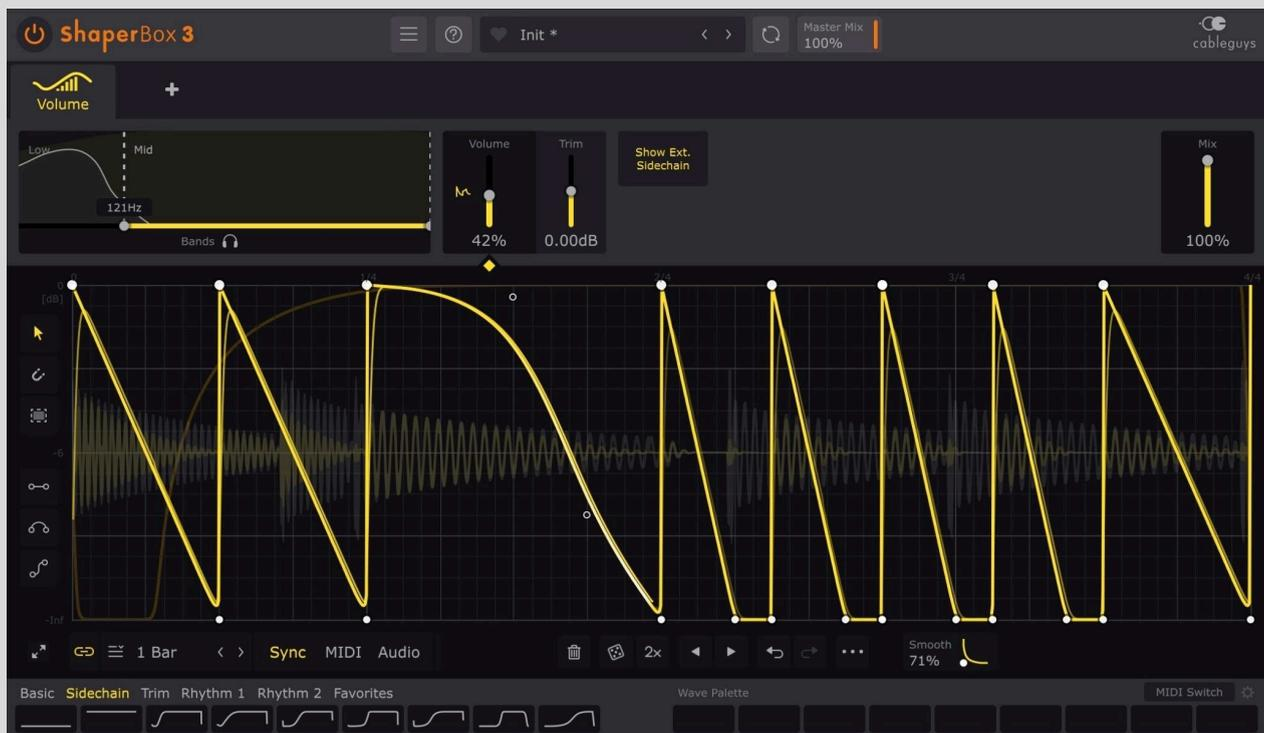 ShaperBox 3
Init *
Master Mix
100%
cableguys
Volume
Low
Mid
121Hz
Bands
Volume
42%
Trim
0.00dB
Show Ext.
Sidechain
Mix
100%
0
1/4
2/4
3/4
4/4
0
[dB]
-6
-Inf
1 Bar
Sync
MIDI
Audio
2x
Smooth
71%
Basic
Sidechain
Trim
Rhythm 1
Rhythm 2
Favorites
Wave Palette
MIDI Switch